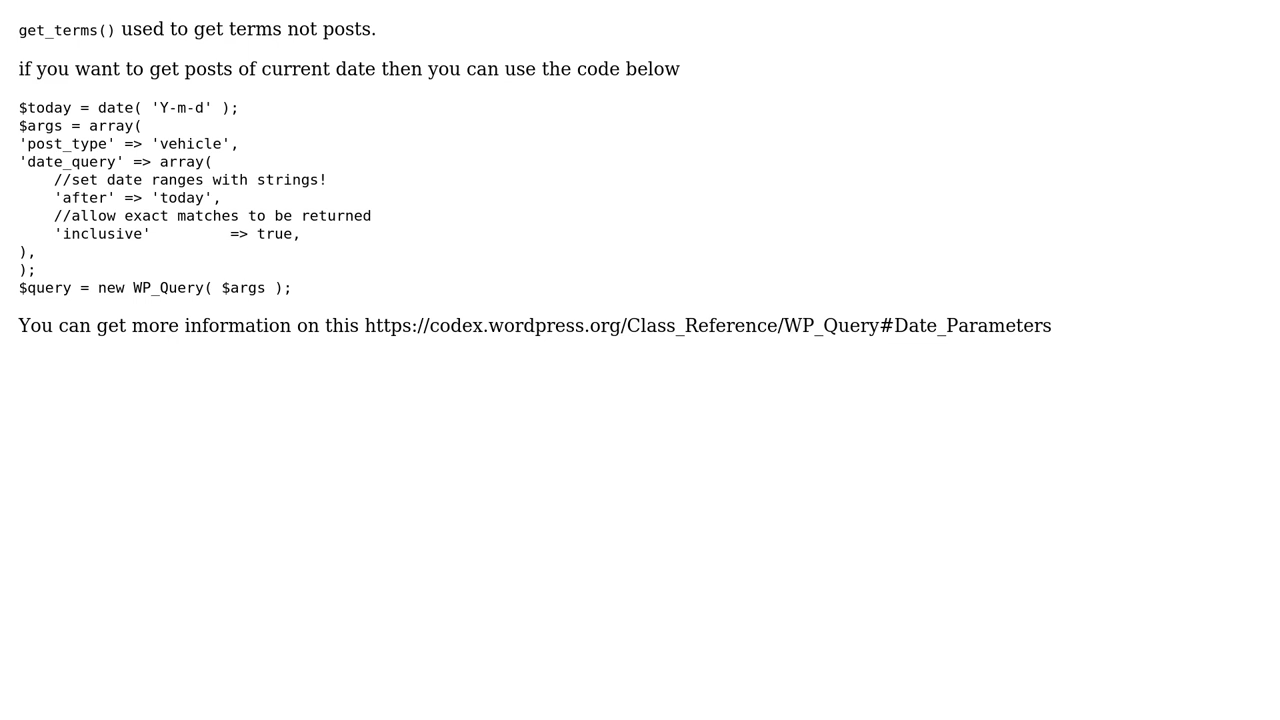 get_terms() used to get terms not posts.
if you want to get posts of current date then you can use the code below
$today = date( 'Y-m-d' );
$args = array(
'post_type' => 'vehicle',
'date_query' => array(
    //set date ranges with strings!
    'after' => 'today',
    //allow exact matches to be returned
    'inclusive'         => true,
),
);
$query = new WP_Query( $args );
You can get more information on this https://codex.wordpress.org/Class_Reference/WP_Query#Date_Parameters